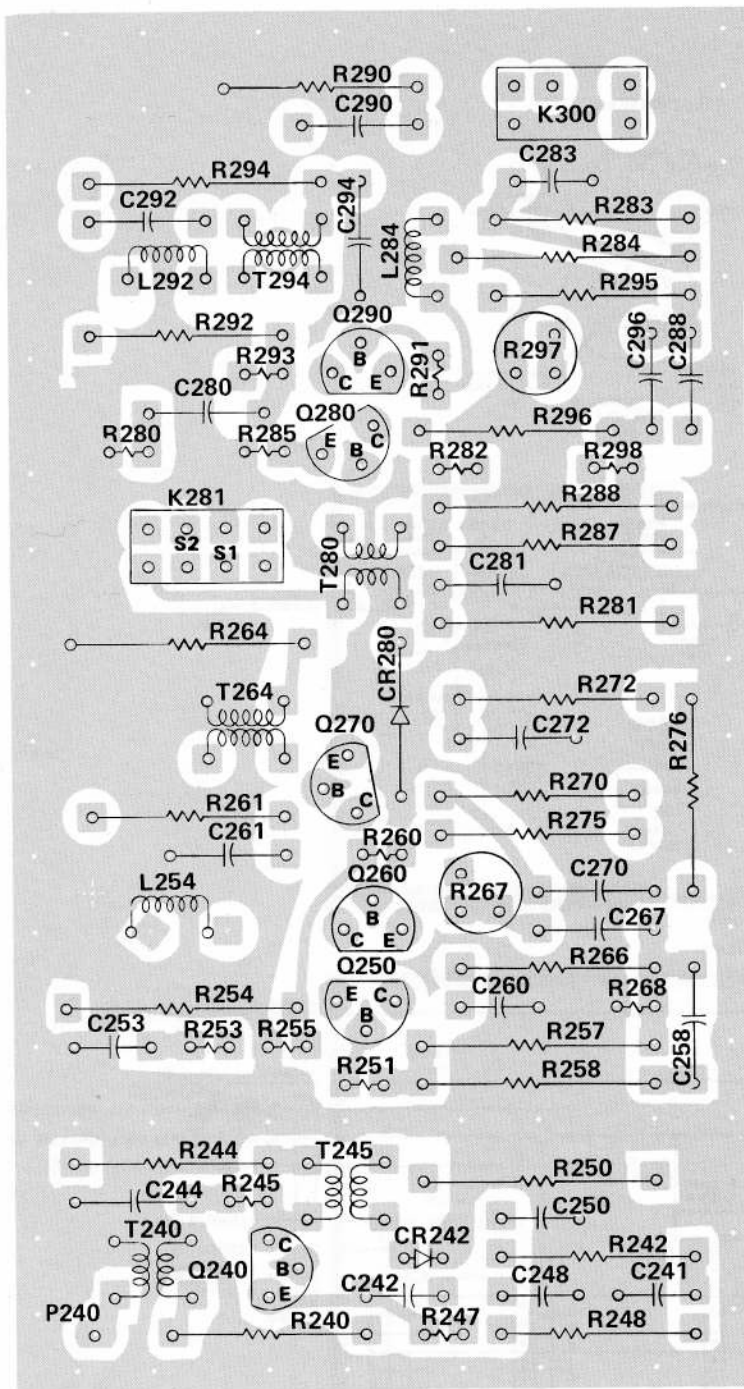 R290
C290
K300
C283
R294
C292
C294
R283
L284
R284
L292
T294
R295
Q290
B
C E
R292
R293
R291
R297
C296
C288
C280
Q280
C
E
B
R296
R280
R285
R282
R298
K281
S2
S1
R288
T280
R287
C281
R281
R264
CR280
R272
T264
Q270
E
B
C
C272
R276
R261
R270
C261
R260
R275
Q260
B
C E
L254
R267
C270
C267
Q250
E C
B
R266
R254
C260
R268
C253
R253
R255
R257
C258
R251
R258
R244
T245
R250
C244
R245
C250
T240
Q240
C
B
E
CR242
R242
C242
C248
C241
P240
R240
R247
R248